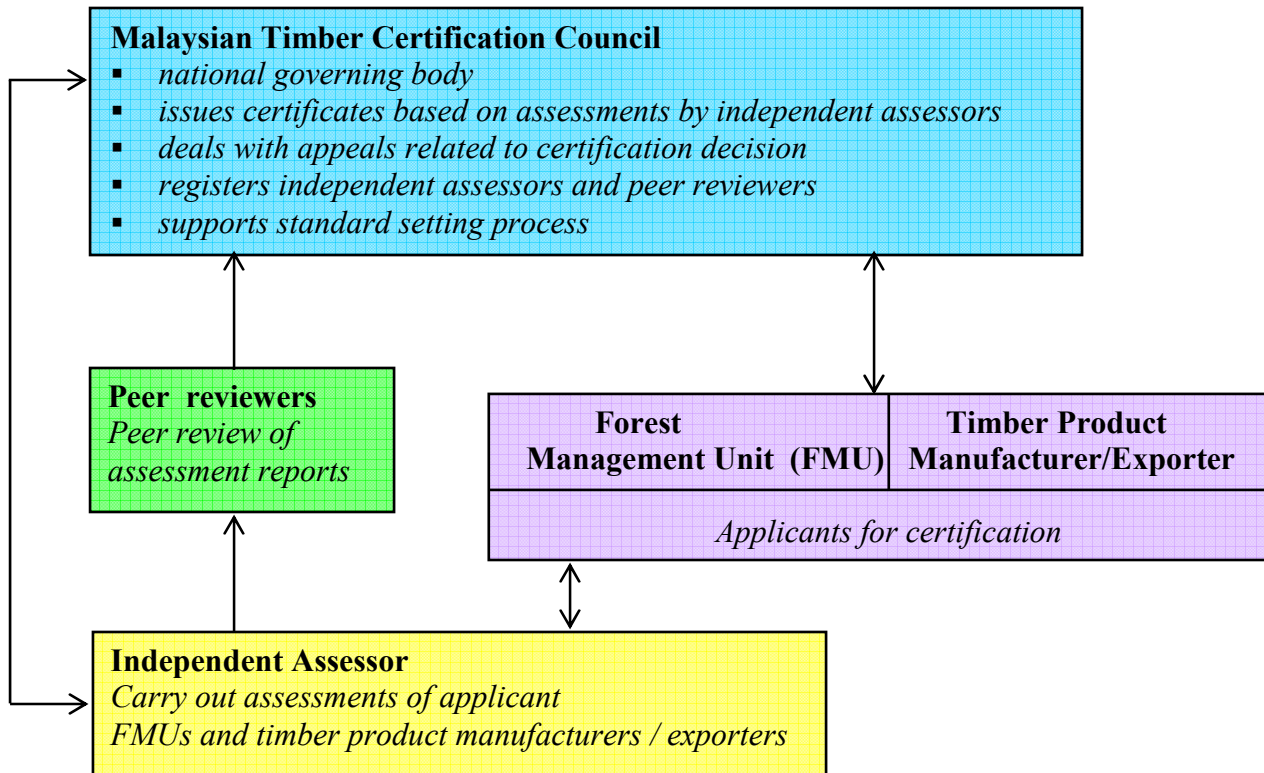 Malaysian Timber Certification Council
▪ national governing body
▪ issues certificates based on assessments by independent assessors
▪ deals with appeals related to certification decision
▪ registers independent assessors and peer reviewers
▪ supports standard setting process
Peer reviewers
Peer review of
assessment reports
Forest
Management Unit (FMU)
Timber Product
Manufacturer/Exporter
Applicants for certification
Independent Assessor
Carry out assessments of applicant
FMUs and timber product manufacturers / exporters